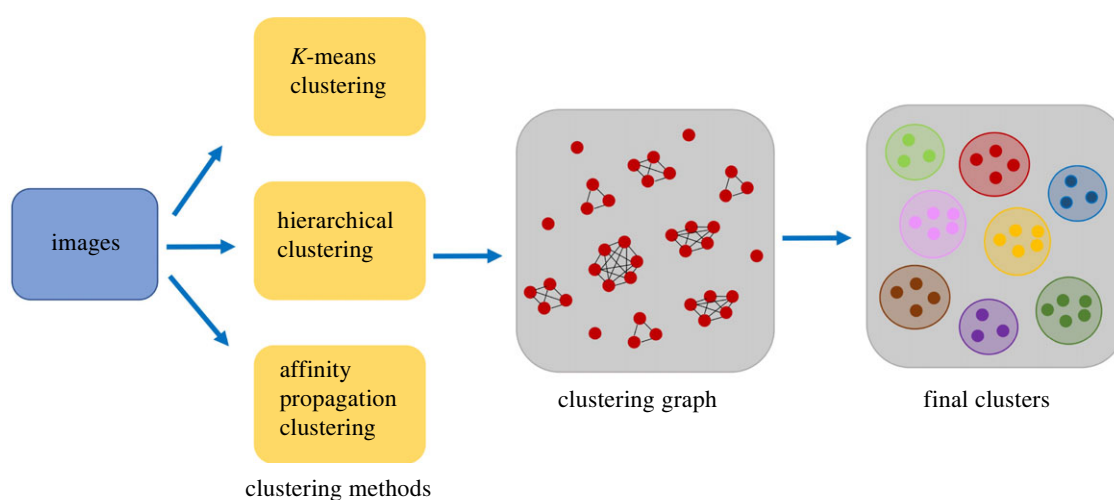 images
K-means
clustering
hierarchical
clustering
affinity
propagation
clustering
clustering methods
clustering graph
final clusters